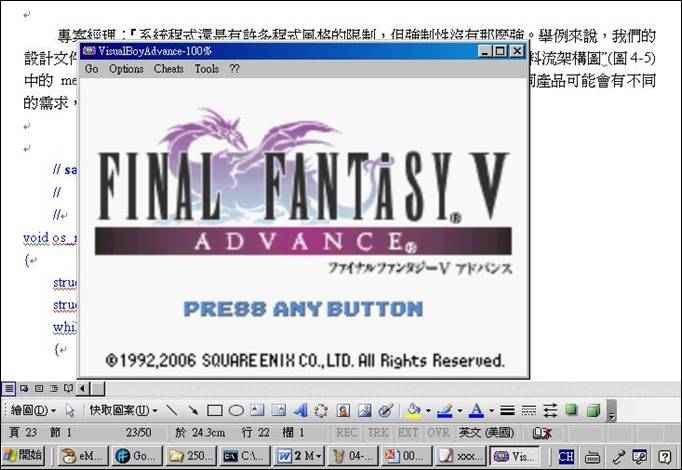 專案經理：『系統程式還是有許多程式風格的限制，但強制性沒有那麼強。舉例來說，我們的
設計文件
料流架構圖"(圖4-5)
中的 me
同產品可能會有不同
的需求，
VisualBoyAdvance-100%
Go Options Cheats Tools ??
FINAL FANTASY V
ADVANCE
ファイナルファンタジーV アドバンス
PRESS ANY BUTTON
©1992,2006 SQUARE ENIX CO.,LTD. All Rights Reserved.
// sa
//
//
void os_
{
struc
struc
whil
{
繪圖(D) 快取圖案(U)
頁 23 節 1 23/50 於 24.3cm 行 22 欄 1 REC TRK EXT OVR 英文 (美國)
開始 eM... Go... 250... C:\... 2 M 04-... 00... xxx... Vis... CH